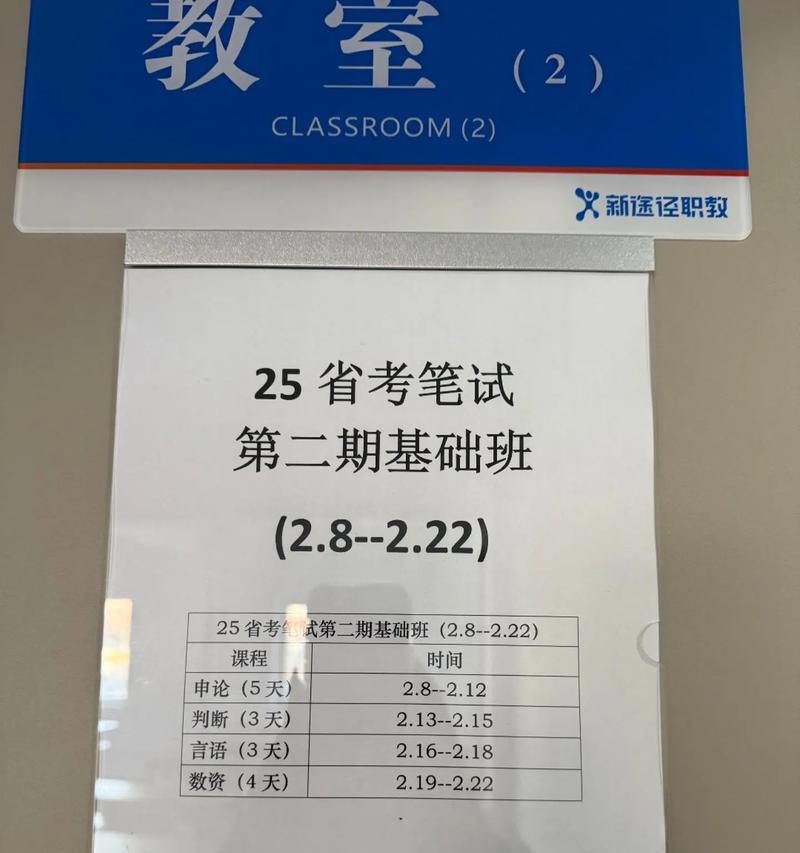 教室（2）
CLASSROOM (2)
新途径职教
25 省考笔试
第二期基础班
(2.8--2.22)
25 省考笔试第二期基础班（2.8--2.22）
课程 时间
申论（5 天） 2.8--2.12
判断（3 天） 2.13--2.15
言语（3 天） 2.16--2.18
数资（4 天） 2.19--2.22